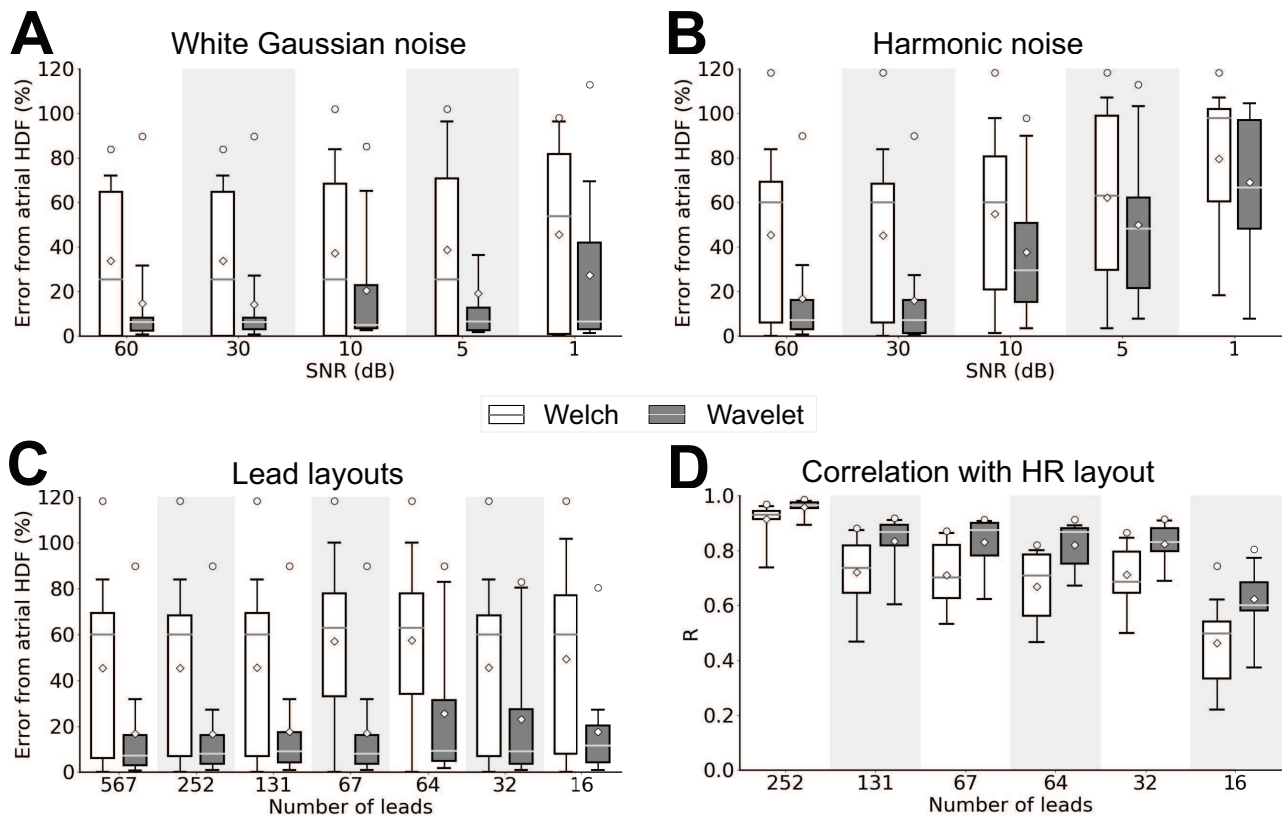 A
White Gaussian noise
Error from atrial HDF (%)
120
100
80
60
40
20
0
60 30 10 5 1
SNR (dB)
B
Harmonic noise
Error from atrial HDF (%)
120
100
80
60
40
20
0
60 30 10 5 1
SNR (dB)
Welch Wavelet
C
Lead layouts
Error from atrial HDF (%)
120
100
80
60
40
20
0
567 252 131 67 64 32 16
Number of leads
D
Correlation with HR layout
R
1.0
0.8
0.6
0.4
0.2
0.0
252 131 67 64 32 16
Number of leads